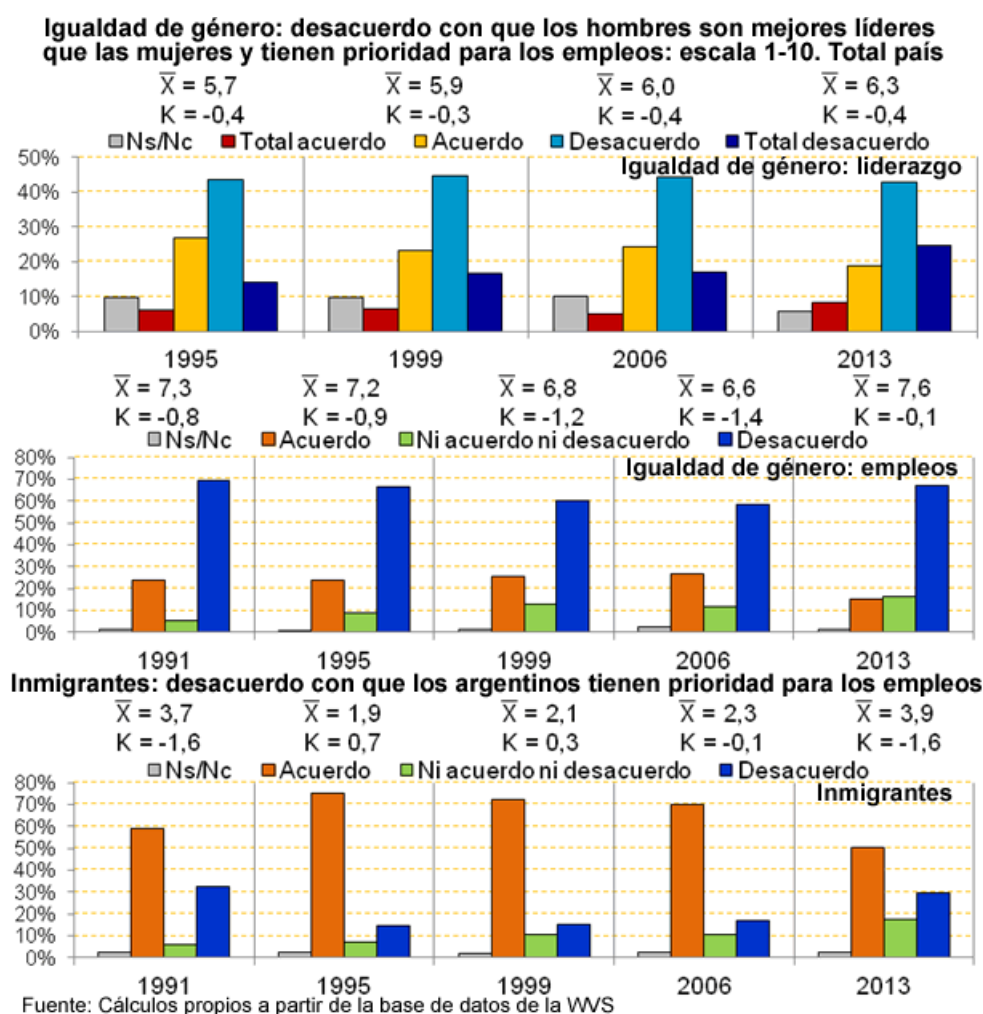 Igualdad de género: desacuerdo con que los hombres son mejores líderes
que las mujeres y tienen prioridad para los empleos: escala 1-10. Total país
X̅ = 5,7 X̅ = 5,9 X̅ = 6,0 X̅ = 6,3
K = -0,4 K = -0,3 K = -0,4 K = -0,4
Ns/Nc Total acuerdo Acuerdo Desacuerdo Total desacuerdo
50%
Igualdad de género: liderazgo
40%
30%
20%
10%
0%
1995 1999 2006 2013
X̅ = 7,3 X̅ = 7,2 X̅ = 6,8 X̅ = 6,6 X̅ = 7,6
K = -0,8 K = -0,9 K = -1,2 K = -1,4 K = -0,1
Ns/Nc Acuerdo Ni acuerdo ni desacuerdo Desacuerdo
80%
Igualdad de género: empleos
70%
60%
50%
40%
30%
20%
10%
0%
1991 1995 1999 2006 2013
Inmigrantes: desacuerdo con que los argentinos tienen prioridad para los empleos
X̅ = 3,7 X̅ = 1,9 X̅ = 2,1 X̅ = 2,3 X̅ = 3,9
K = -1,6 K = 0,7 K = 0,3 K = -0,1 K = -1,6
Ns/Nc Acuerdo Ni acuerdo ni desacuerdo Desacuerdo
80%
Inmigrantes
70%
60%
50%
40%
30%
20%
10%
0%
1991 1995 1999 2006 2013
Fuente: Cálculos propios a partir de la base de datos de la WVS